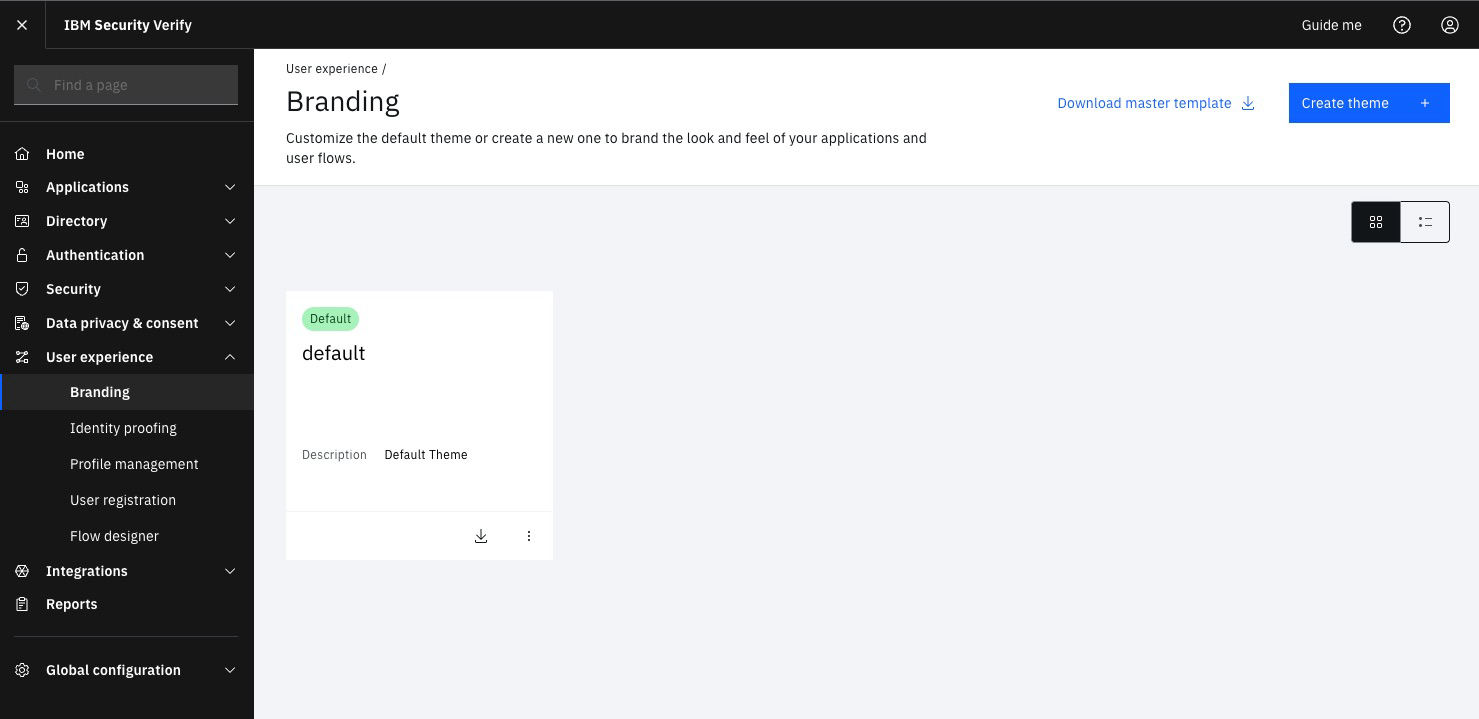 IBM Security Verify
Guide me
Find a page
Home
Applications
Directory
Authentication
Security
Data privacy & consent
User experience
Branding
Identity proofing
Profile management
User registration
Flow designer
Integrations
Reports
Global configuration
User experience /
Branding
Customize the default theme or create a new one to brand the look and feel of your applications and
user flows.
Download master template
Create theme
Default
default
Description Default Theme